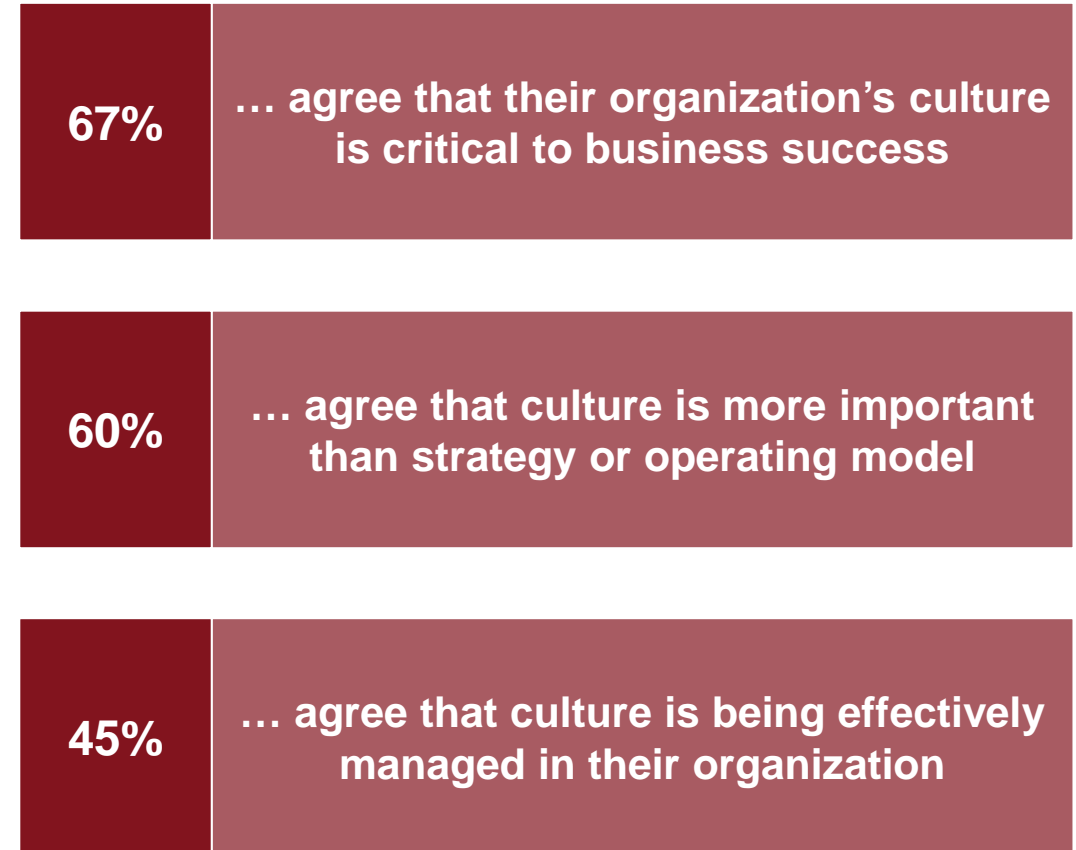 67%
… agree that their organization’s culture
is critical to business success
60%
… agree that culture is more important
than strategy or operating model
45%
… agree that culture is being effectively
managed in their organization